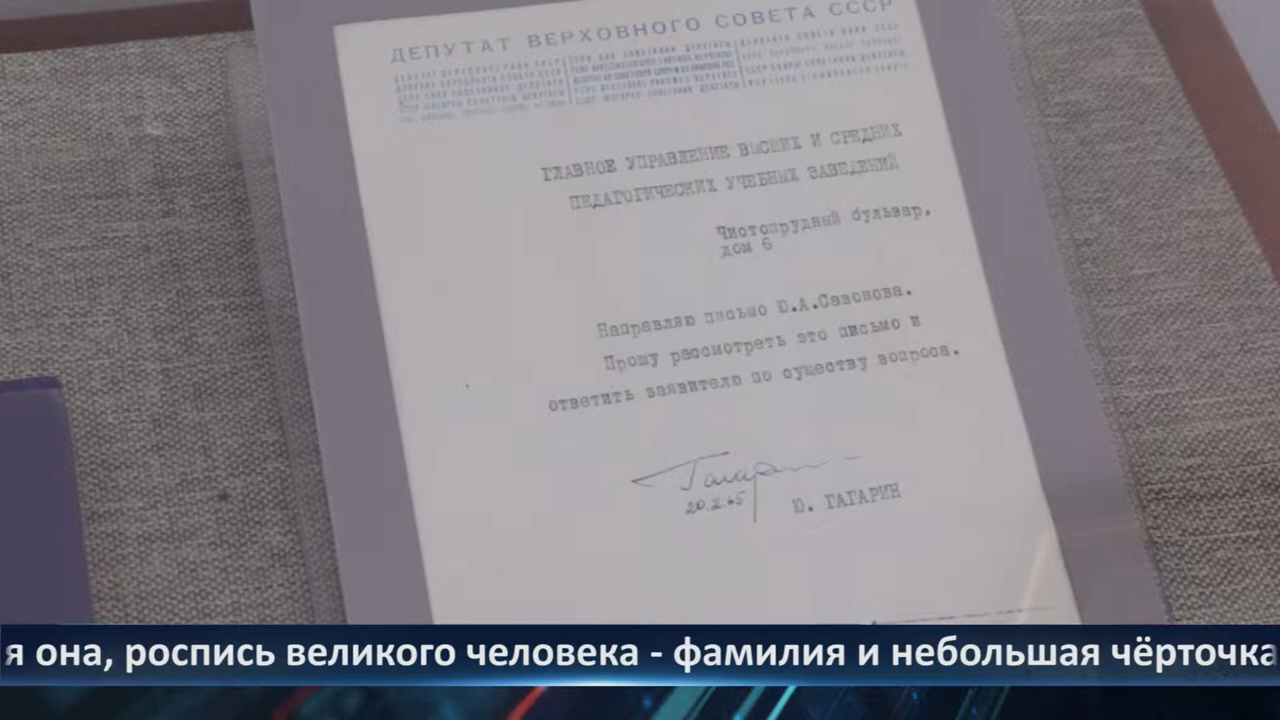 ДЕПУТАТ ВЕРХОВНОГО СОВЕТА СССР
ГЛАВНОЕ УПРАВЛЕНИЕ ВЫСШИХ И СРЕДНИХ
ПЕДАГОГИЧЕСКИХ УЧЕБНЫХ ЗАВЕДЕНИЙ
Чистопрудный бульвар,
дом 6
Направляю письмо Ю.А.Сазонова.
Прошу рассмотреть это письмо и
ответить заявителю по существу вопроса.
Гагарин
20.2.65
Ю. ГАГАРИН
я она, роспись великого человека - фамилия и небольшая чёрточка